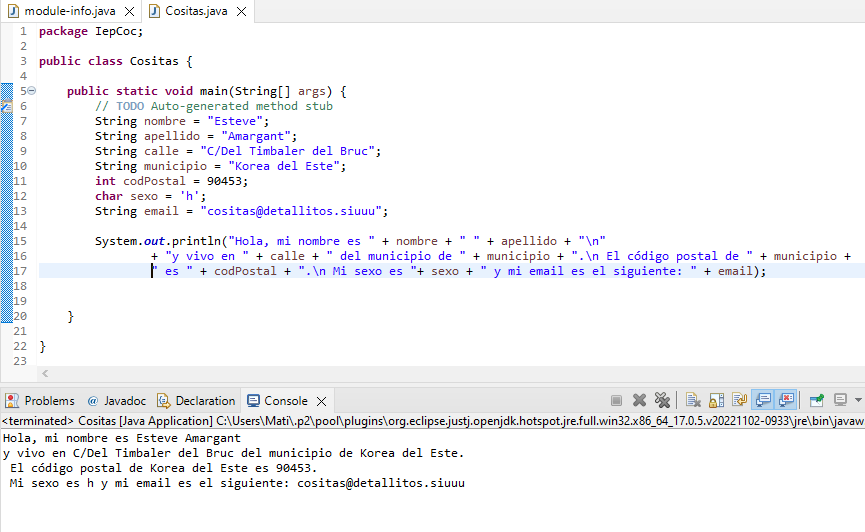 module-info.java Cositas.java
1 package IepCoc;
2
3 public class Cositas {
4
5 public static void main(String[] args) {
6 // TODO Auto-generated method stub
7 String nombre = "Esteve";
8 String apellido = "Amargant";
9 String calle = "C/Del Timbaler del Bruc";
10 String municipio = "Korea del Este";
11 int codPostal = 90453;
12 char sexo = 'h';
13 String email = "cositas@detallitos.siuuu";
14
15 System.out.println("Hola, mi nombre es " + nombre + " " + apellido + "\n"
16 + "y vivo en " + calle + " del municipio de " + municipio + ".\n El código postal de " + municipio +
17 " es " + codPostal + ".\n Mi sexo es "+ sexo + " y mi email es el siguiente: " + email);
18
19
20 }
21
22 }
23
Problems @ Javadoc Declaration Console
<terminated> Cositas [Java Application] C:\Users\Mati\.p2\pool\plugins\org.eclipse.justj.openjdk.hotspot.jre.full.win32.x86_64_17.0.5.v20221102-0933\jre\bin\javaw
Hola, mi nombre es Esteve Amargant
y vivo en C/Del Timbaler del Bruc del municipio de Korea del Este.
El código postal de Korea del Este es 90453.
Mi sexo es h y mi email es el siguiente: cositas@detallitos.siuuu